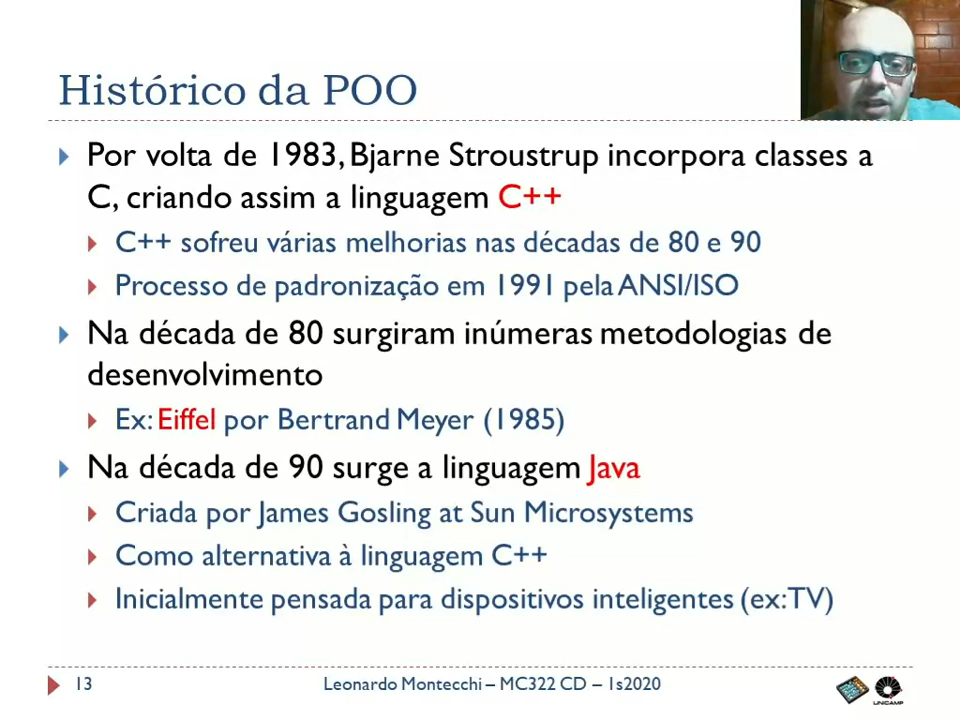 Histórico da POO
Por volta de 1983, Bjarne Stroustrup incorpora classes a
C, criando assim a linguagem C++
C++ sofreu várias melhorias nas décadas de 80 e 90
Processo de padronização em 1991 pela ANSI/ISO
Na década de 80 surgiram inúmeras metodologias de
desenvolvimento
Ex: Eiffel por Bertrand Meyer (1985)
Na década de 90 surge a linguagem Java
Criada por James Gosling at Sun Microsystems
Como alternativa à linguagem C++
Inicialmente pensada para dispositivos inteligentes (ex: TV)
13
Leonardo Montecchi – MC322 CD – 1s2020
UNICAMP